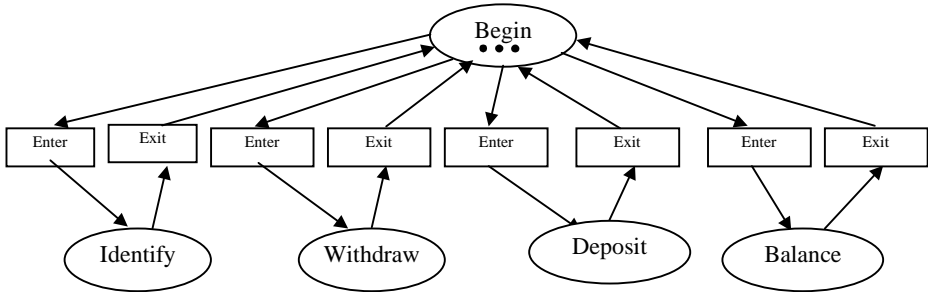 Begin
Enter
Exit
Enter
Exit
Enter
Exit
Enter
Exit
Identify
Withdraw
Deposit
Balance